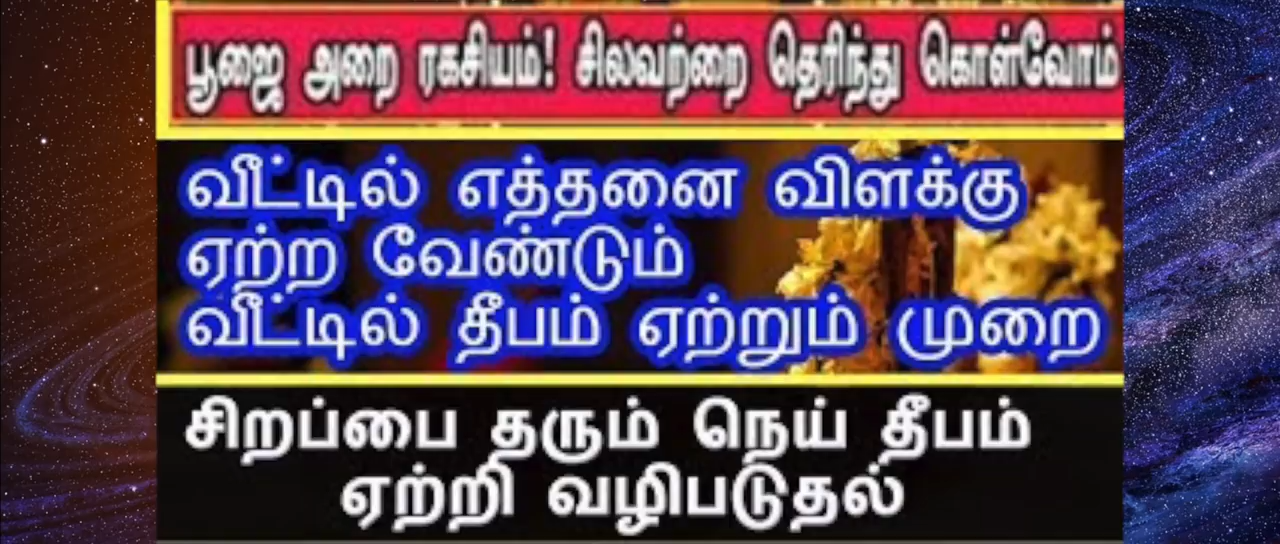 பூஜை அறை ரகசியம்! சிலவற்றை தெரிந்து கொள்வோம்
வீட்டில் எத்தனை விளக்கு
ஏற்ற வேண்டும்
வீட்டில் தீபம் ஏற்றும் முறை
சிறப்பை தரும் நெய் தீபம்
ஏற்றி வழிபடுதல்